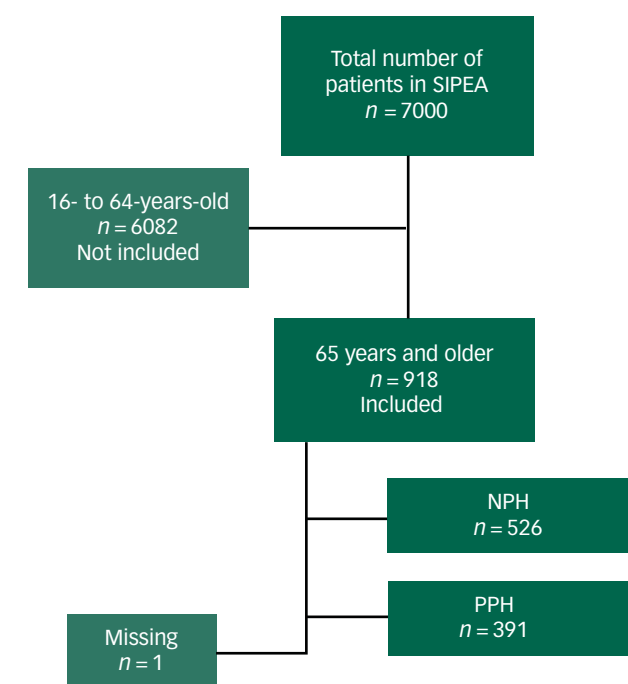 Total number of
patients in SIPEA
n = 7000
16- to 64-years-old
n = 6082
Not included
65 years and older
n = 918
Included
NPH
n = 526
PPH
n = 391
Missing
n = 1